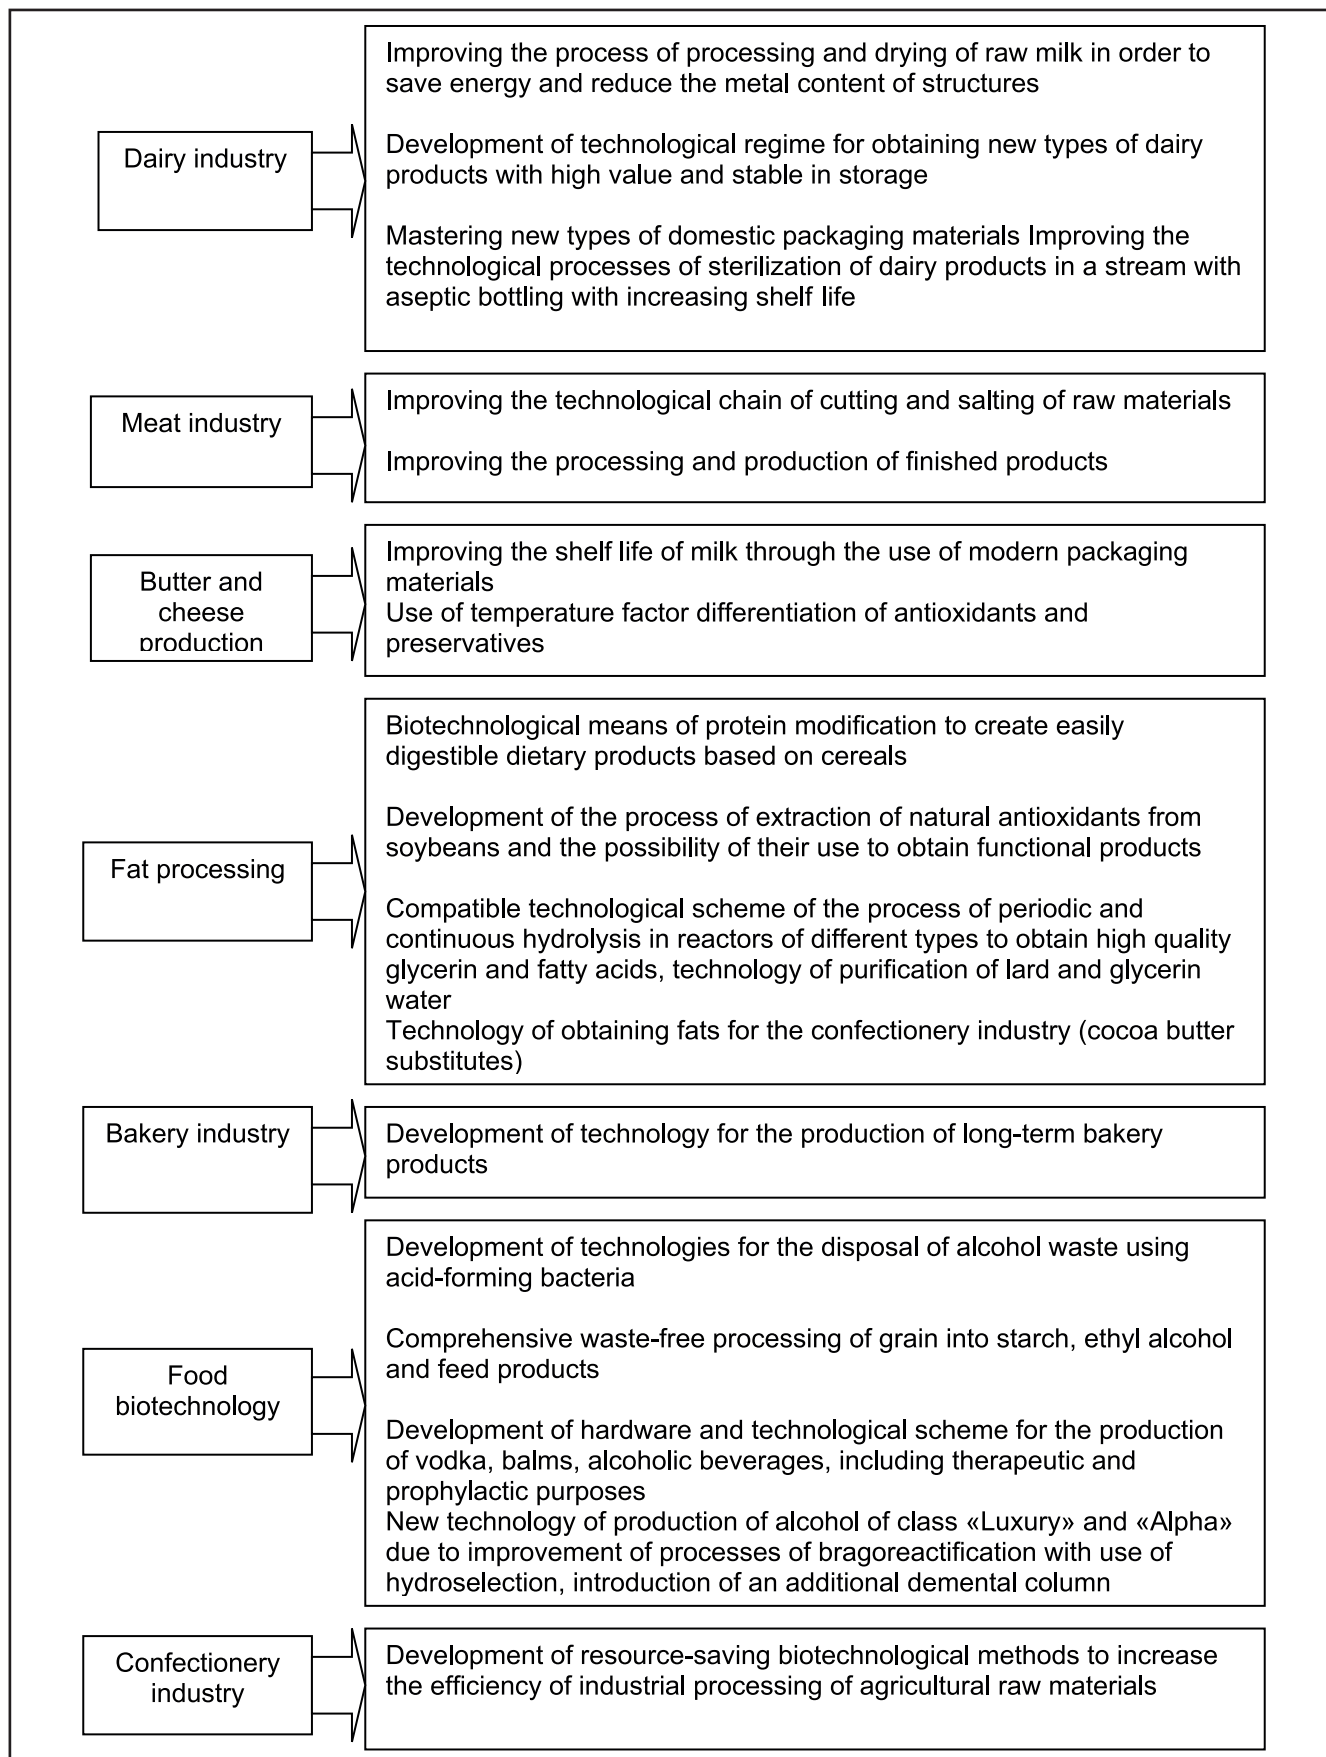 Dairy industry
Improving the process of processing and drying of raw milk in order to
save energy and reduce the metal content of structures
Development of technological regime for obtaining new types of dairy
products with high value and stable in storage
Mastering new types of domestic packaging materials Improving the
technological processes of sterilization of dairy products in a stream with
aseptic bottling with increasing shelf life
Meat industry
Improving the technological chain of cutting and salting of raw materials
Improving the processing and production of finished products
Butter and
cheese
production
Improving the shelf life of milk through the use of modern packaging
materials
Use of temperature factor differentiation of antioxidants and
preservatives
Fat processing
Biotechnological means of protein modification to create easily
digestible dietary products based on cereals
Development of the process of extraction of natural antioxidants from
soybeans and the possibility of their use to obtain functional products
Compatible technological scheme of the process of periodic and
continuous hydrolysis in reactors of different types to obtain high quality
glycerin and fatty acids, technology of purification of lard and glycerin
water
Technology of obtaining fats for the confectionery industry (cocoa butter
substitutes)
Bakery industry
Development of technology for the production of long-term bakery
products
Food
biotechnology
Development of technologies for the disposal of alcohol waste using
acid-forming bacteria
Comprehensive waste-free processing of grain into starch, ethyl alcohol
and feed products
Development of hardware and technological scheme for the production
of vodka, balms, alcoholic beverages, including therapeutic and
prophylactic purposes
New technology of production of alcohol of class «Luxury» and «Alpha»
due to improvement of processes of bragoreactification with use of
hydroselection, introduction of an additional demental column
Confectionery
industry
Development of resource-saving biotechnological methods to increase
the efficiency of industrial processing of agricultural raw materials